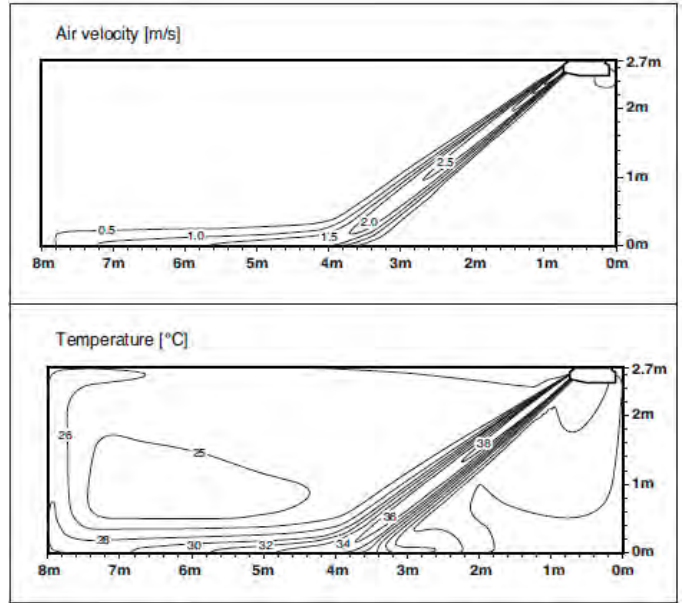 Air velocity [m/s]
2.7m
2m
2.5
1m
2.0
0.5
1.0
1.5
0m
8m 7m 6m 5m 4m 3m 2m 1m 0m
Temperature [°C]
2.7m
2m
26
25
38
1m
36
28
30
32
34
0m
8m 7m 6m 5m 4m 3m 2m 1m 0m